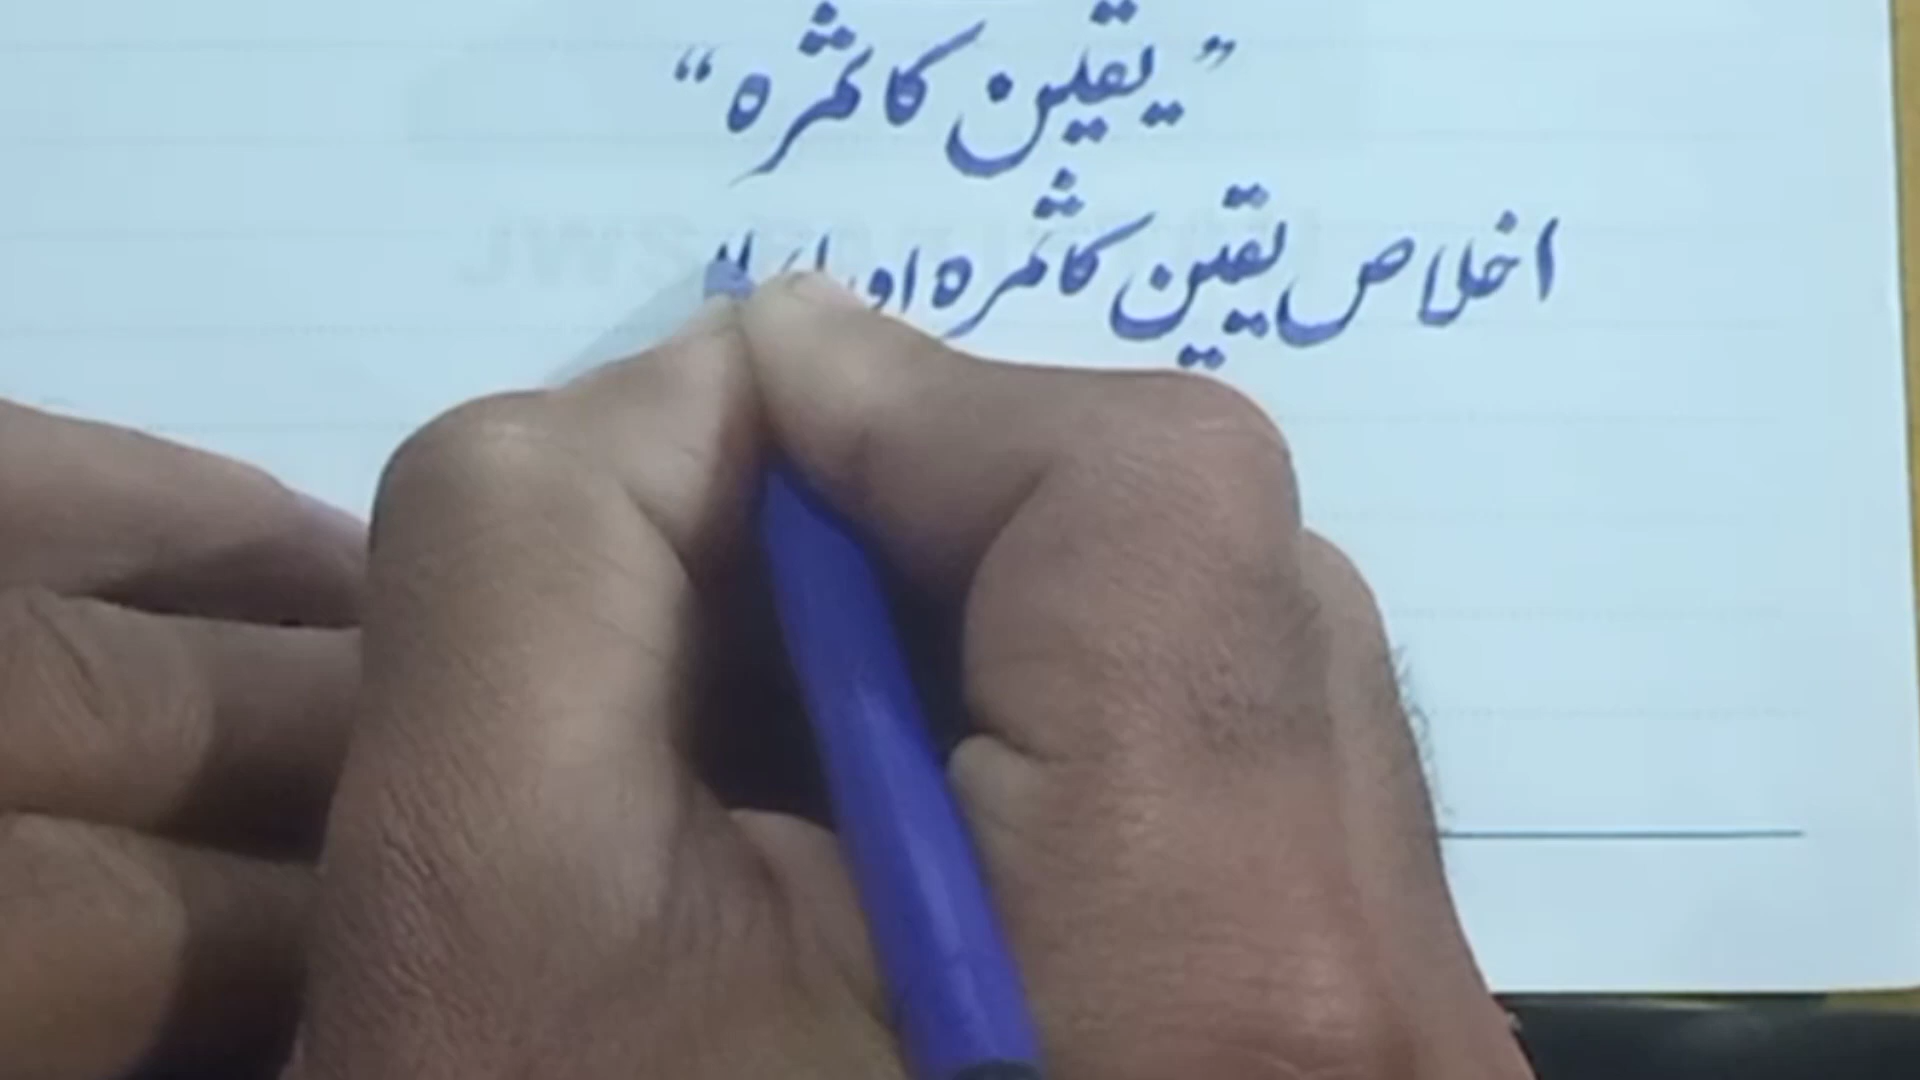 ”یقین کا ثمرہ“
اخلاص یقین کا ثمرہ اور